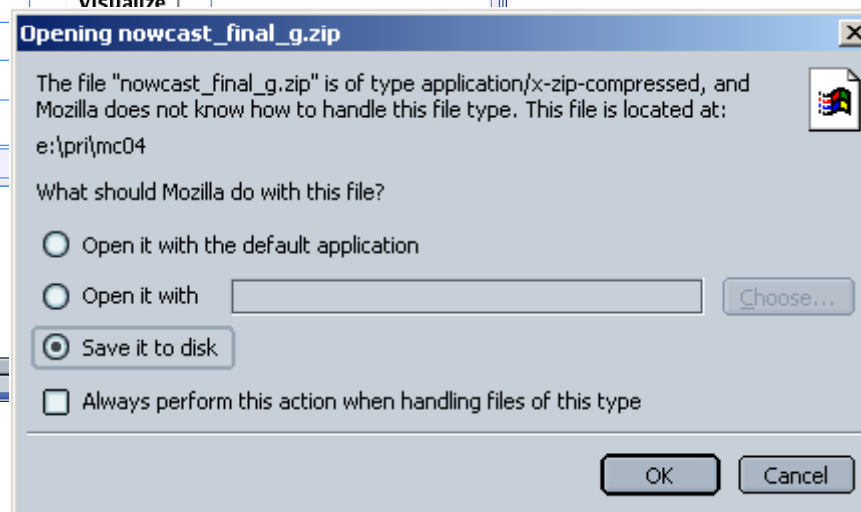 Visualize
Opening nowcast_final_g.zip
The file "nowcast_final_g.zip" is of type application/x-zip-compressed, and
Mozilla does not know how to handle this file type. This file is located at:
e:\pri\mc04
What should Mozilla do with this file?
Open it with the default application
Open it with
Choose...
Save it to disk
Always perform this action when handling files of this type
OK Cancel